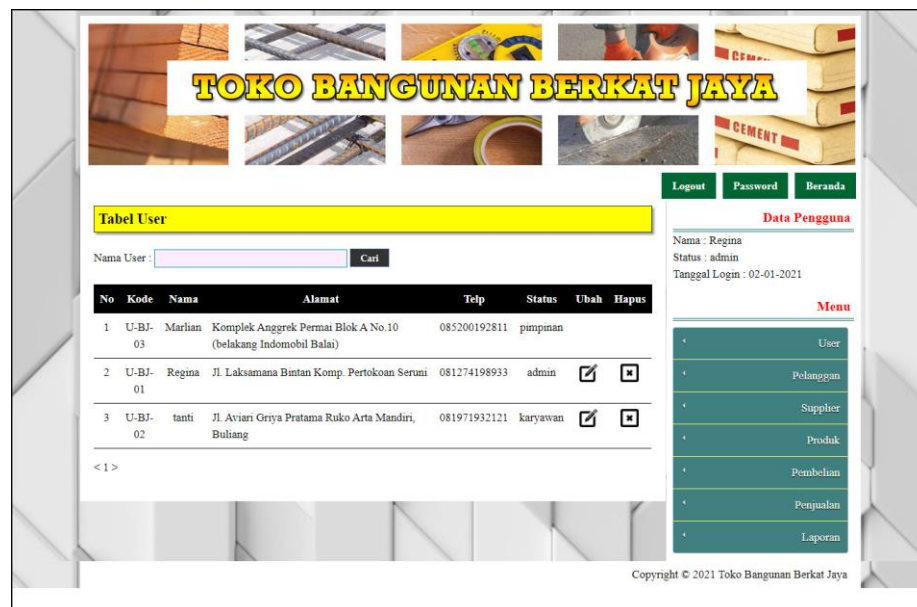 CEMENT
TOKO BANGUNAN BERKAT JAYA
CEMENT
Logout Password Beranda
Tabel User
Nama User : Cari
No Kode Nama Alamat Telp Status Ubah Hapus
1 U-BJ- Marlian Komplek Anggrek Permai Blok A No.10 085200192811 pimpinan
03 (belakang Indomobil Balai)
2 U-BJ- Regina Jl. Laksamana Bintan Komp. Pertokoan Seruni 081274198933 admin
01
3 U-BJ- tanti Jl. Aviari Griya Pratama Ruko Arta Mandiri, 081971932121 karyawan
02 Buliang
< 1 >
Data Pengguna
Nama : Regina
Status : admin
Tanggal Login : 02-01-2021
Menu
User
Pelanggan
Supplier
Produk
Pembelian
Penjualan
Laporan
Copyright © 2021 Toko Bangunan Berkat Jaya